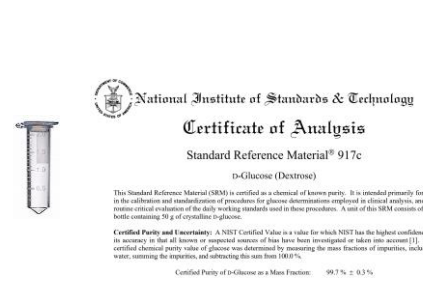 National Institute of Standards & Technology
Certificate of Analysis
Standard Reference Material® 917c
D-Glucose (Dextrose)
This Standard Reference Material (SRM) is certified as a chemical of known purity. It is intended primarily for
in the calibration and standardization of procedures for glucose determinations employed in clinical analysis, and
routine critical evaluation of the daily working standards used in these procedures. A unit of this SRM consists of
bottle containing 50 g of crystalline D-glucose.
Certified Purity and Uncertainty: A NIST Certified Value is a value for which NIST has the highest confidence
its accuracy in that all known or suspected sources of bias have been investigated or taken into account [1].
certified chemical purity value of glucose was determined by measuring the mass fractions of impurities, inclu
water, summing the impurities, and subtracting this sum from 100.0 %.
Certified Purity of D-Glucose as a Mass Fraction: 99.7 % ± 0.3 %